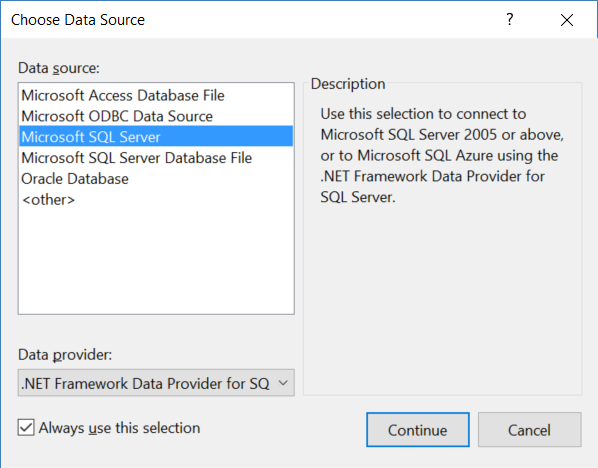 Choose Data Source
?
Data source:
Microsoft Access Database File
Microsoft ODBC Data Source
Microsoft SQL Server
Microsoft SQL Server Database File
Oracle Database
<other>
Description
Use this selection to connect to
Microsoft SQL Server 2005 or above,
or to Microsoft SQL Azure using the
.NET Framework Data Provider for
SQL Server.
Data provider:
.NET Framework Data Provider for SQ
Always use this selection
Continue
Cancel